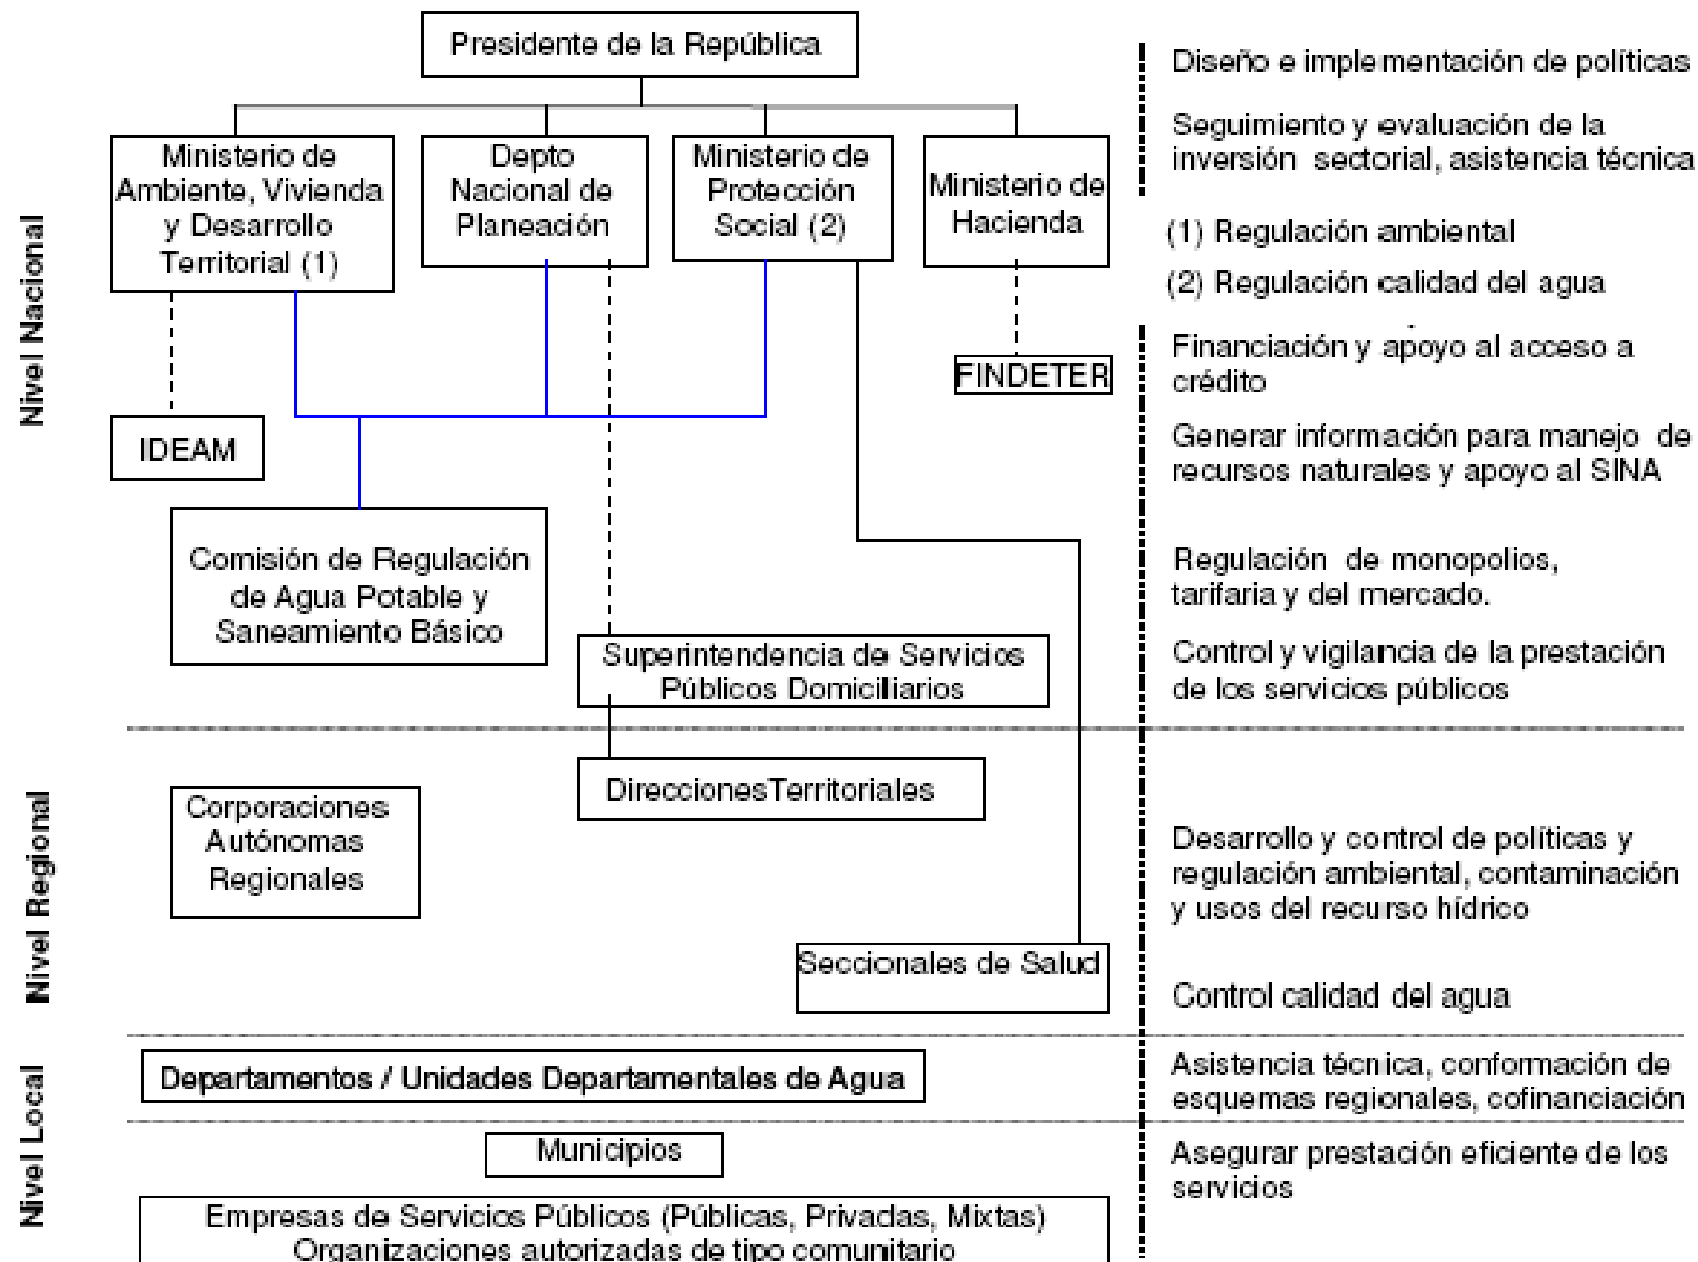 Presidente de la República
Diseño e implementación de políticas
Seguimiento y evaluación de la
inversión sectorial, asistencia técnica
Nivel Nacional
Ministerio de
Ambiente, Vivienda
y Desarrollo
Territorial (1)
Depto
Nacional de
Planeación
Ministerio de
Protección
Social (2)
Ministerio de
Hacienda
(1) Regulación ambiental
(2) Regulación calidad del agua
FINDETER
Financiación y apoyo al acceso a
crédito
IDEAM
Generar información para manejo de
recursos naturales y apoyo al SINA
Comisión de Regulación
de Agua Potable y
Saneamiento Básico
Regulación de monopolios,
tarifaria y del mercado.
Superintendencia de Servicios
Públicos Domiciliarios
Control y vigilancia de la prestación
de los servicios públicos
Nivel Regional
DireccionesTerritoriales
Corporaciones
Autónomas
Regionales
Desarrollo y control de políticas y
regulación ambiental, contaminación
y usos del recurso hídrico
Seccionales de Salud
Control calidad del agua
Nivel Local
Departamentos / Unidades Departamentales de Agua
Asistencia técnica, conformación de
esquemas regionales, cofinanciación
Municipios
Asegurar prestación eficiente de los
servicios
Empresas de Servicios Públicos (Públicas, Privadas, Mixtas)
Organizaciones autorizadas de tipo comunitario